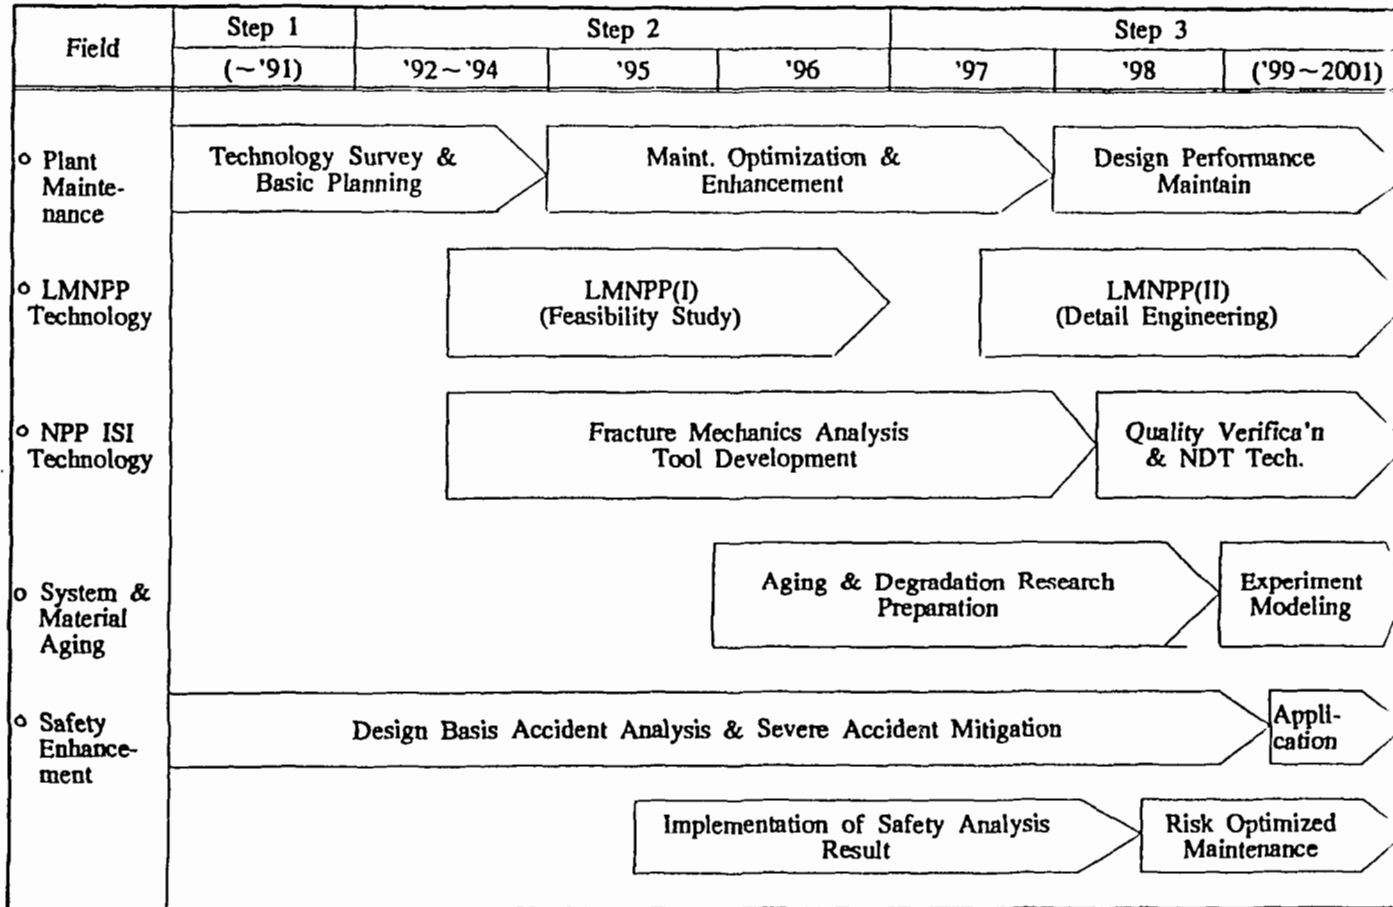 Field
Step 1
Step 2
Step 3
(~'91)
'92~'94
'95
'96
'97
'98
('99~2001)
o Plant
Mainte-
nance
Technology Survey &
Basic Planning
Maint. Optimization &
Enhancement
Design Performance
Maintain
o LMNPP
Technology
LMNPP(I)
(Feasibility Study)
LMNPP(II)
(Detail Engineering)
o NPP ISI
Technology
Fracture Mechanics Analysis
Tool Development
Quality Verifica'n
& NDT Tech.
o System &
Material
Aging
Aging & Degradation Research
Preparation
Experiment
Modeling
o Safety
Enhance-
ment
Design Basis Accident Analysis & Severe Accident Mitigation
Appli-
cation
Implementation of Safety Analysis
Result
Risk Optimized
Maintenance